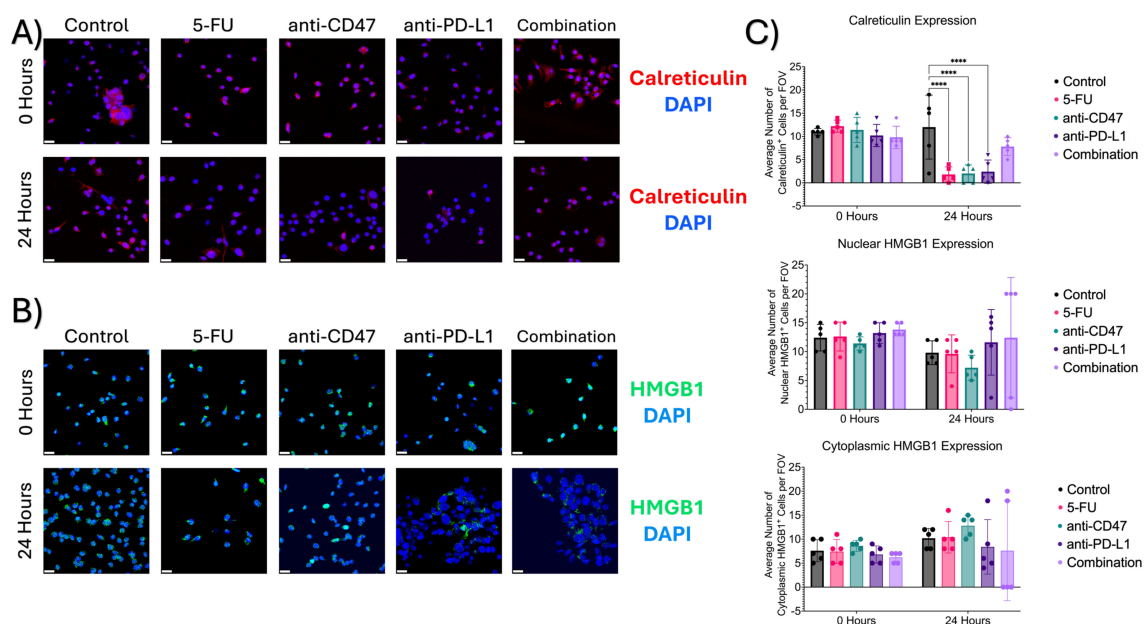 A)
Control 5-FU anti-CD47 anti-PD-L1 Combination
0 Hours
Calreticulin
DAPI
24 Hours
Calreticulin
DAPI
B)
Control 5-FU anti-CD47 anti-PD-L1 Combination
0 Hours
HMGB1
DAPI
24 Hours
HMGB1
DAPI
C)
Calreticulin Expression
Average Number of
Calreticulin⁺ Cells per FOV
25
20
15
10
5
0
-5
**** 
****
****
0 Hours 24 Hours
Control
5-FU
anti-CD47
anti-PD-L1
Combination
Nuclear HMGB1 Expression
Average Number of
Nuclear HMGB1⁺ Cells per FOV
25
20
15
10
5
0
0 Hours 24 Hours
Control
5-FU
anti-CD47
anti-PD-L1
Combination
Cytoplasmic HMGB1 Expression
Average Number of
Cytoplasmic HMGB1⁺ Cells per FOV
25
20
15
10
5
0
-5
0 Hours 24 Hours
Control
5-FU
anti-CD47
anti-PD-L1
Combination